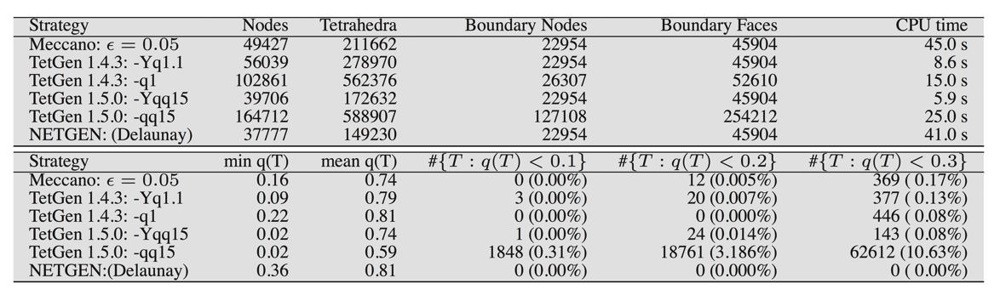 Strategy Nodes Tetrahedra Boundary Nodes Boundary Faces CPU time
Meccano: ϵ = 0.05 49427 211662 22954 45904 45.0 s
TetGen 1.4.3: -Yq1.1 56039 278970 22954 45904 8.6 s
TetGen 1.4.3: -q1 102861 562376 26307 52610 15.0 s
TetGen 1.5.0: -Yqq15 39706 172632 22954 45904 5.9 s
TetGen 1.5.0: -qq15 164712 588907 127108 254212 25.0 s
NETGEN: (Delaunay) 37777 149230 22954 45904 41.0 s
Strategy min q(T) mean q(T) #{T : q(T) < 0.1} #{T : q(T) < 0.2} #{T : q(T) < 0.3}
Meccano: ϵ = 0.05 0.16 0.74 0 (0.00%) 12 (0.005%) 369 ( 0.17%)
TetGen 1.4.3: -Yq1.1 0.09 0.79 3 (0.00%) 20 (0.007%) 377 ( 0.13%)
TetGen 1.4.3: -q1 0.22 0.81 0 (0.00%) 0 (0.000%) 446 ( 0.08%)
TetGen 1.5.0: -Yqq15 0.02 0.74 1 (0.00%) 24 (0.014%) 143 ( 0.08%)
TetGen 1.5.0: -qq15 0.02 0.59 1848 (0.31%) 18761 (3.186%) 62612 (10.63%)
NETGEN:(Delaunay) 0.36 0.81 0 (0.00%) 0 (0.000%) 0 ( 0.00%)